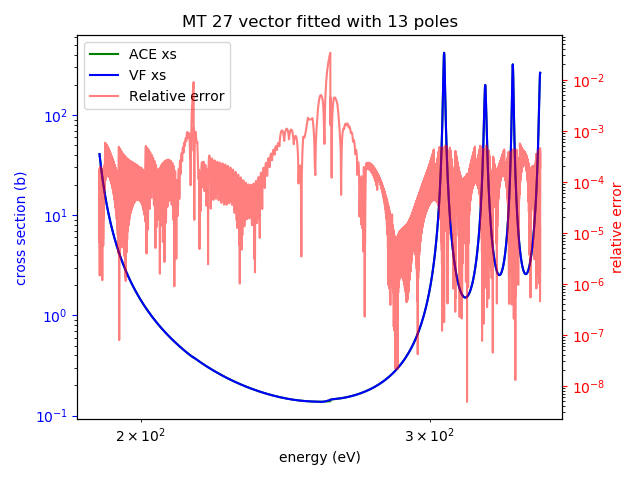 MT 27 vector fitted with 13 poles
ACE xs
VF xs
Relative error
cross section (b)
10²
10¹
10⁰
10⁻¹
10⁻²
10⁻³
10⁻⁴
10⁻⁵
10⁻⁶
10⁻⁷
10⁻⁸
relative error
2 × 10²
3 × 10²
energy (eV)